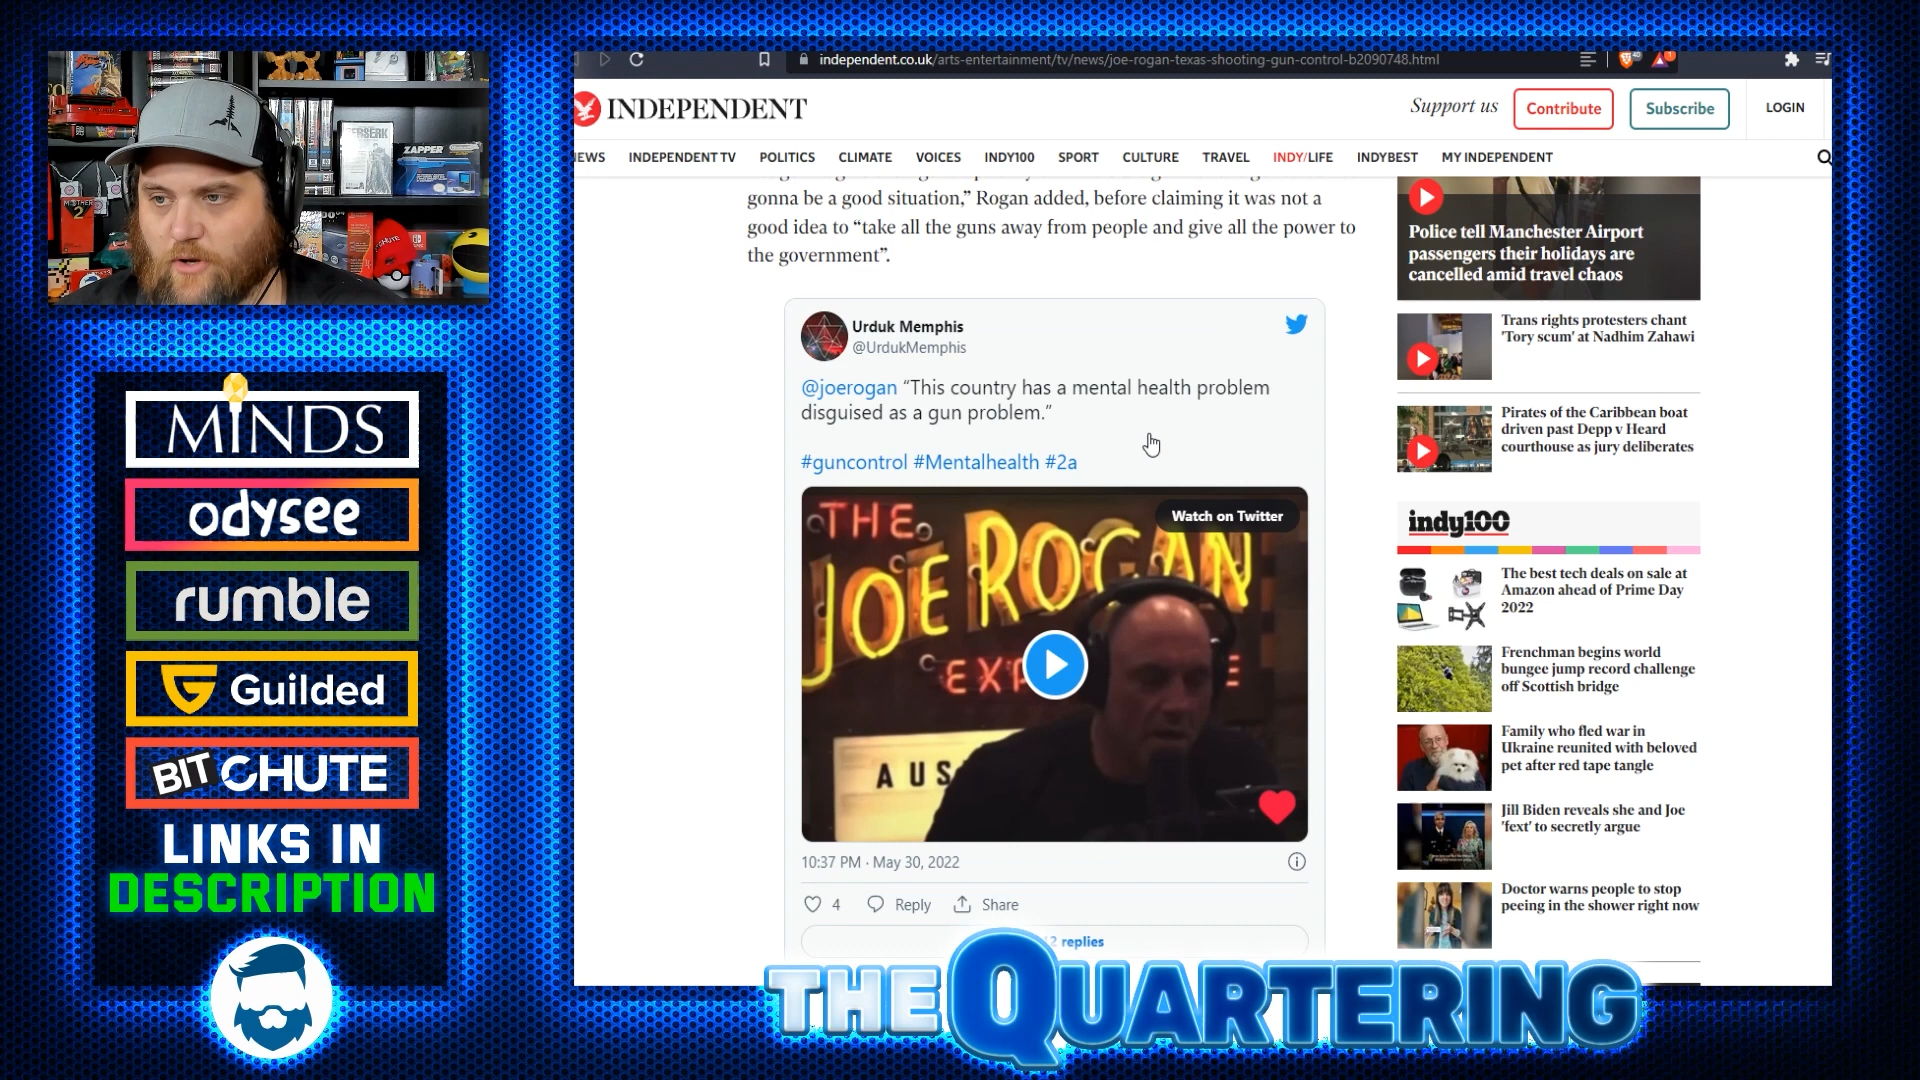 BERSERK
ZAPPER
MOTHER
2
MINDS
odysee
rumble
Guilded
BITCHUTE
LINKS IN
DESCRIPTION
independent.co.uk/arts-entertainment/tv/news/joe-rogan-texas-shooting-gun-control-b2090748.html
INDEPENDENT
Support us
Contribute
Subscribe
LOGIN
EWS INDEPENDENT TV POLITICS CLIMATE VOICES INDY100 SPORT CULTURE TRAVEL INDY/LIFE INDYBEST MY INDEPENDENT
gonna be a good situation,” Rogan added, before claiming it was not a
good idea to “take all the guns away from people and give all the power to
the government”.
Urduk Memphis
@UrdukMemphis
@joerogan “This country has a mental health problem
disguised as a gun problem.”
#guncontrol #Mentalhealth #2a
Watch on Twitter
THE
JOE ROGAN
EXP E
AUS
10:37 PM · May 30, 2022
4 Reply Share
2 replies
Police tell Manchester Airport
passengers their holidays are
cancelled amid travel chaos
Trans rights protesters chant
'Tory scum' at Nadhim Zahawi
Pirates of the Caribbean boat
driven past Depp v Heard
courthouse as jury deliberates
indy100
The best tech deals on sale at
Amazon ahead of Prime Day
2022
Frenchman begins world
bungee jump record challenge
off Scottish bridge
Family who fled war in
Ukraine reunited with beloved
pet after red tape tangle
Jill Biden reveals she and Joe
'fext' to secretly argue
Doctor warns people to stop
peeing in the shower right now
THE QUARTERING